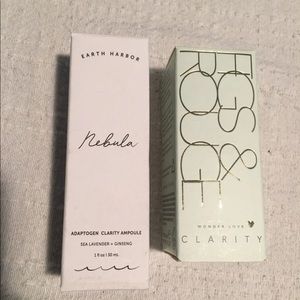 EARTH HARBOR
Nebula
ADAPTOGEN CLARITY AMPOULE
SEA LAVENDER + GINSENG
1 fl oz | 30 mL
FIGS &
ROUGE
WONDER LOVE
CLARITY